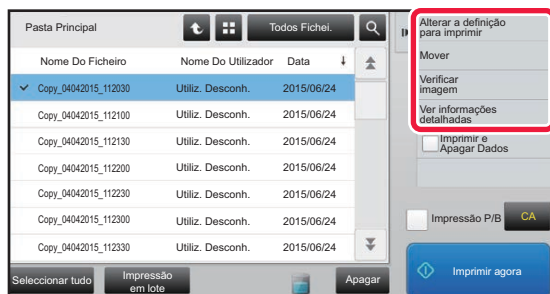 Pasta Principal
Todos Fichei.
Nome Do Ficheiro Nome Do Utilizador Data
Copy_04042015_112030 Utiliz. Desconh. 2015/06/24
Copy_04042015_112100 Utiliz. Desconh. 2015/06/24
Copy_04042015_112130 Utiliz. Desconh. 2015/06/24
Copy_04042015_112200 Utiliz. Desconh. 2015/06/24
Copy_04042015_112230 Utiliz. Desconh. 2015/06/24
Copy_04042015_112300 Utiliz. Desconh. 2015/06/24
Copy_04042015_112330 Utiliz. Desconh. 2015/06/24
Seleccionar tudo
Impressão
em lote
Apagar
Alterar a definição
para imprimir
Mover
Verificar
imagem
Ver informações
detalhadas
Imprimir e
Apagar Dados
Impressão P/B
CA
Imprimir agora